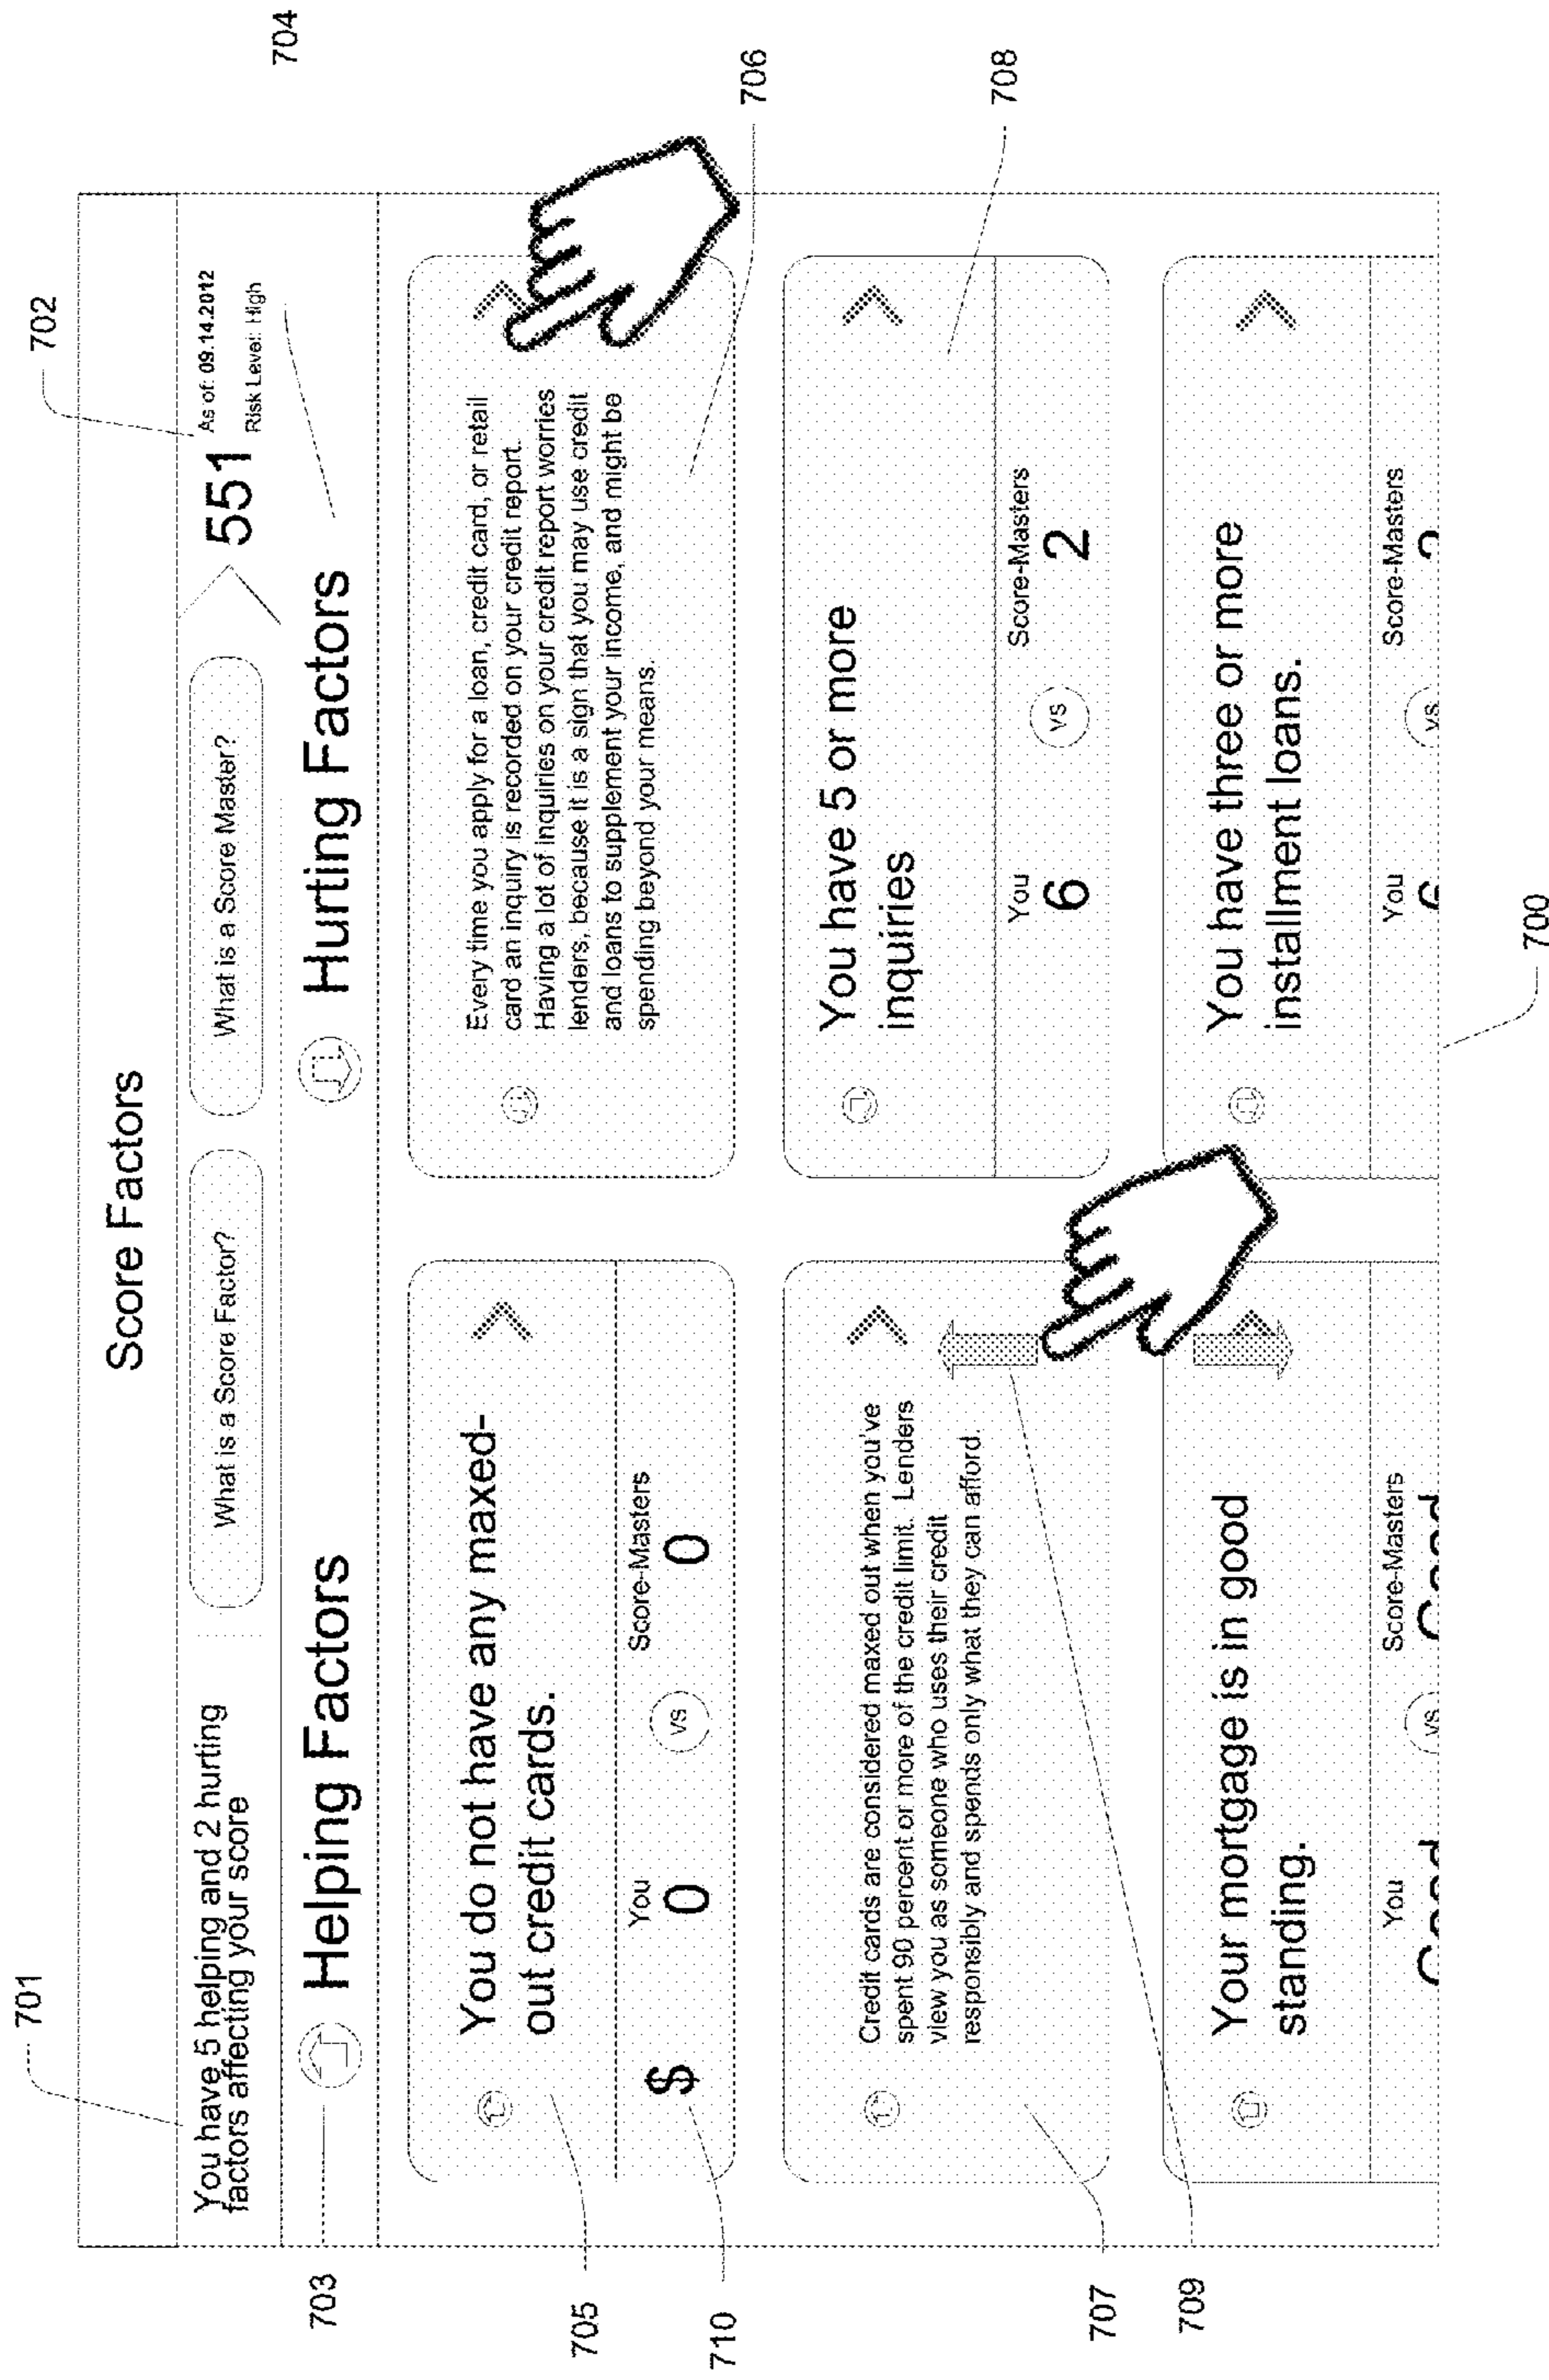 701
702
704
Score Factors
You have 5 helping and 2 hurting
factors affecting your score
What is a Score Factor?
What is a Score Master?
551
As of: 09.14.2012
Risk Level: High
703
Helping Factors
Hurting Factors
705
You do not have any maxed-
out credit cards.
710
$
You
0
vs
Score-Masters
0
Every time you apply for a loan, credit card, or retail
card an inquiry is recorded on your credit report.
Having a lot of inquiries on your credit report worries
lenders, because it is a sign that you may use credit
and loans to supplement your income, and might be
spending beyond your means.
706
707
Credit cards are considered maxed out when you've
spent 90 percent or more of the credit limit. Lenders
view you as someone who uses their credit
responsibly and spends only what they can afford.
You have 5 or more
inquiries
You
6
vs
Score-Masters
2
708
709
Your mortgage is in good
standing.
You
vs
Score-Masters
You have three or more
installment loans.
You
vs
Score-Masters
700